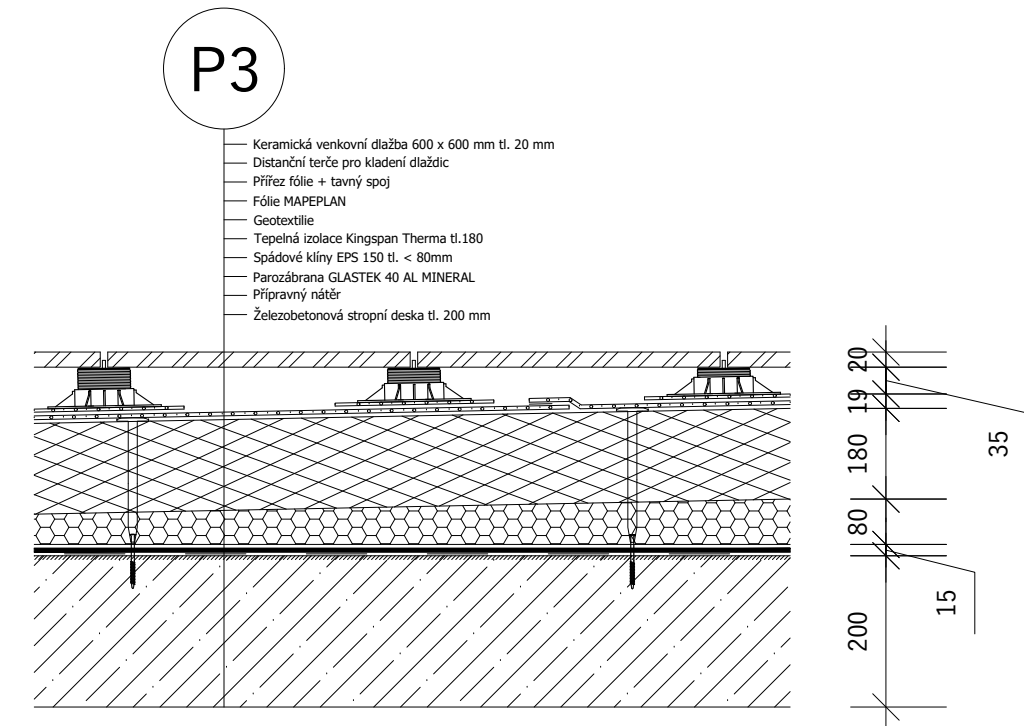 P3
Keramická venkovní dlažba 600 x 600 mm tl. 20 mm
Distanční terče pro kladení dlaždic
Přířez fólie + tavný spoj
Fólie MAPEPLAN
Geotextilie
Tepelná izolace Kingspan Therma tl.180
Spádové klíny EPS 150 tl. < 80mm
Parozábrana GLASTEK 40 AL MINERAL
Přípravný nátěr
Železobetonová stropní deska tl. 200 mm
20
35
19
180
80
15
200